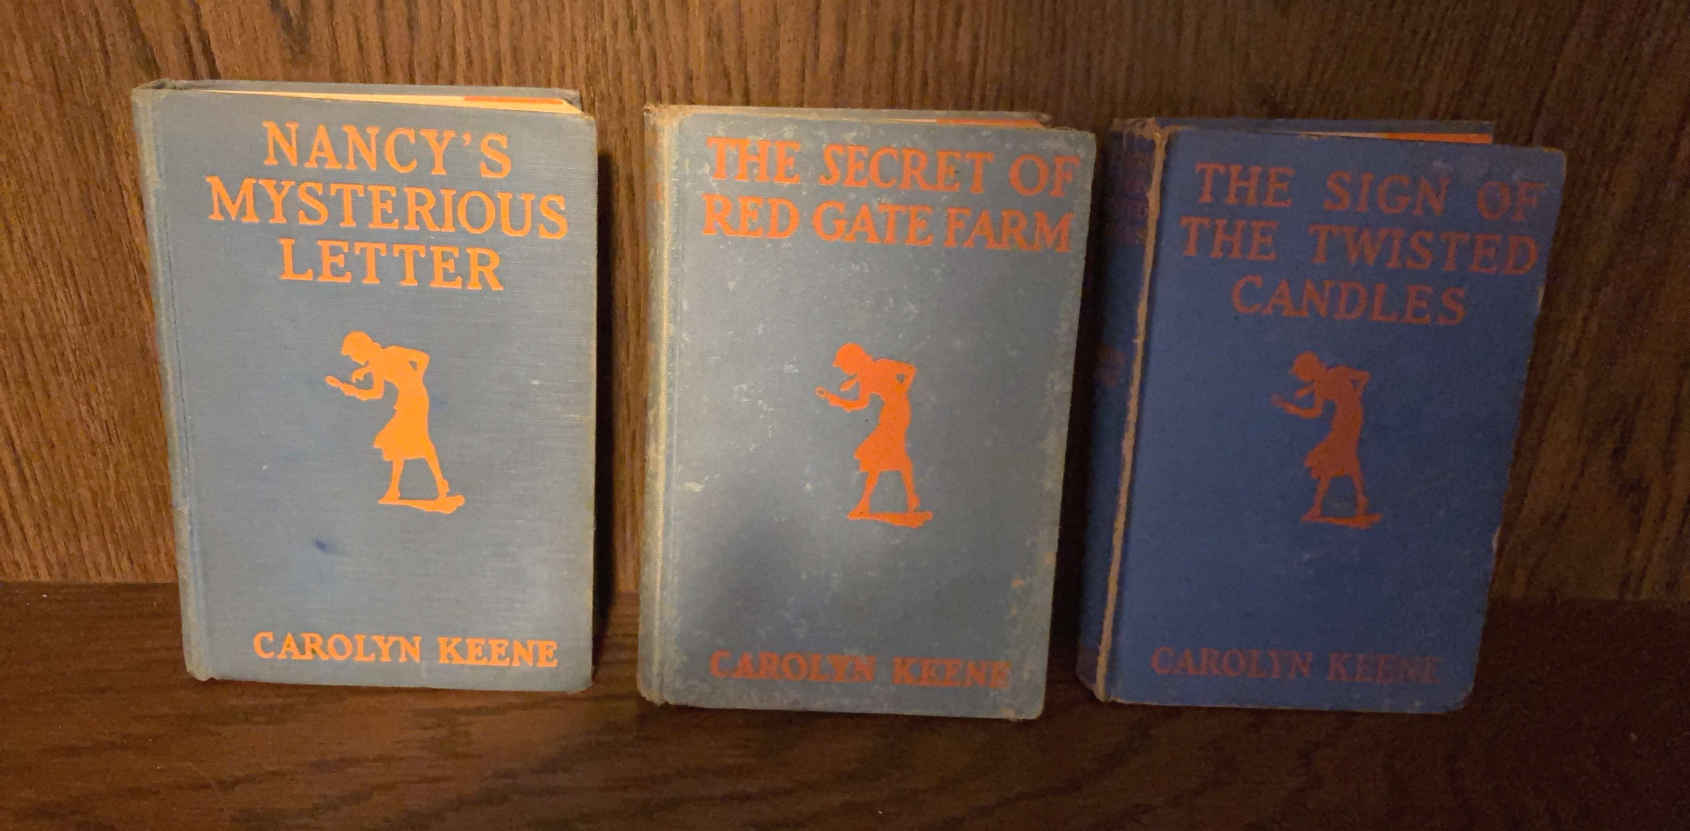 NANCY'S
MYSTERIOUS
LETTER
CAROLYN KEENE
THE SECRET OF
RED GATE FARM
CAROLYN KEENE
THE SIGN OF
THE TWISTED
CANDLES
CAROLYN KEENE